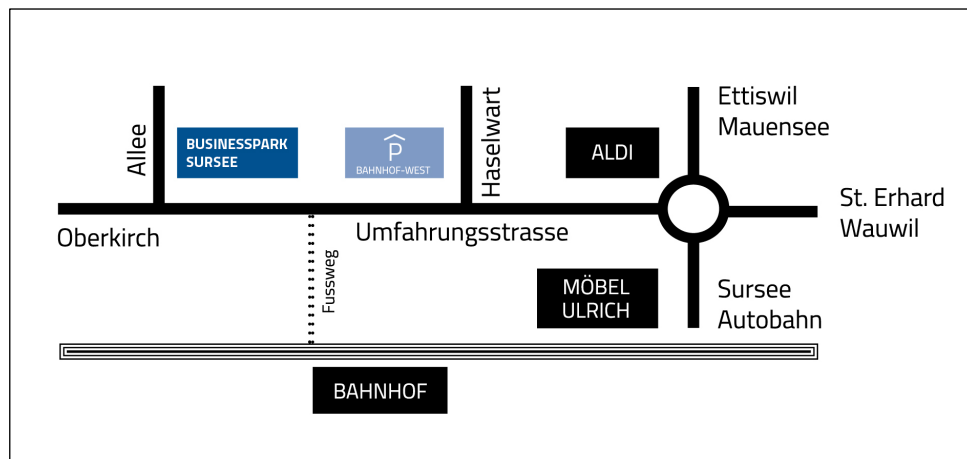 Allee
BUSINESSPARK
SURSEE
P
BAHNHOF-WEST
Haselwart
ALDI
Ettiswil
Mauensee
St. Erhard
Wauwil
Oberkirch
Umfahrungsstrasse
Fussweg
MÖBEL
ULRICH
Sursee
Autobahn
BAHNHOF